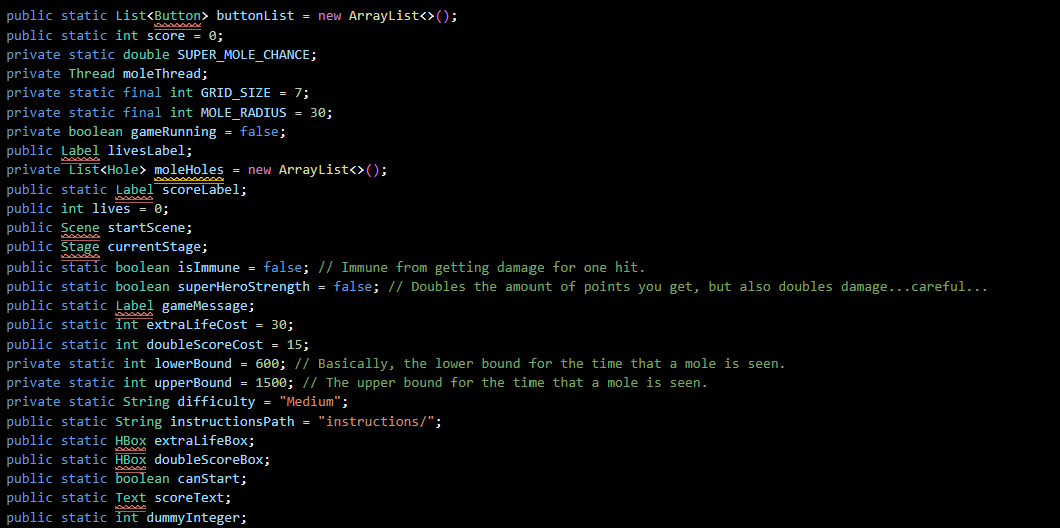 public static List<Button> buttonList = new ArrayList<>();
public static int score = 0;
private static double SUPER_MOLE_CHANCE;
private Thread moleThread;
private static final int GRID_SIZE = 7;
private static final int MOLE_RADIUS = 30;
private boolean gameRunning = false;
public Label livesLabel;
private List<Hole> moleHoles = new ArrayList<>();
public static Label scoreLabel;
public int lives = 0;
public Scene startScene;
public Stage currentStage;
public static boolean isImmune = false; // Immune from getting damage for one hit.
public static boolean superHeroStrength = false; // Doubles the amount of points you get, but also doubles damage...careful...
public static Label gameMessage;
public static int extraLifeCost = 30;
public static int doubleScoreCost = 15;
private static int lowerBound = 600; // Basically, the lower bound for the time that a mole is seen.
private static int upperBound = 1500; // The upper bound for the time that a mole is seen.
private static String difficulty = "Medium";
public static String instructionsPath = "instructions/";
public static HBox extraLifeBox;
public static HBox doubleScoreBox;
public static boolean canStart;
public static Text scoreText;
public static int dummyInteger;